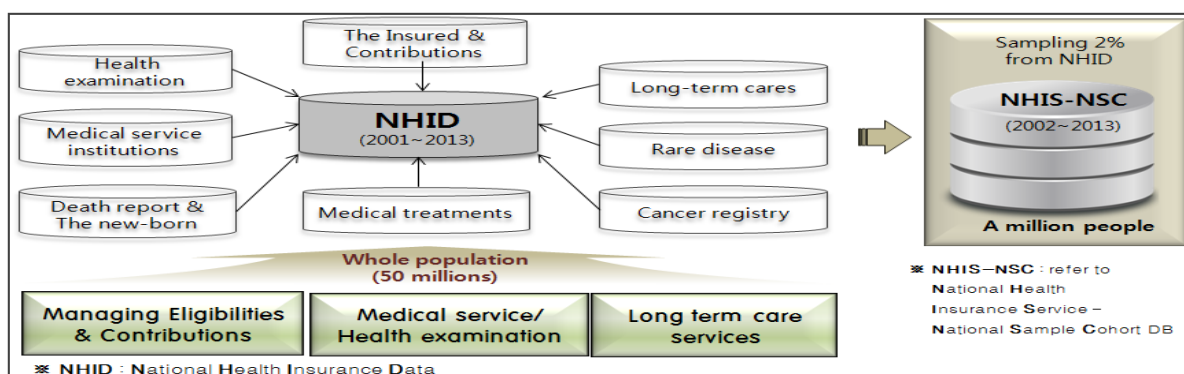 The Insured &
Contributions
Health
examination
Long-term cares
NHID
(2001~2013)
Medical service
institutions
Rare disease
Death report &
The new-born
Medical treatments
Cancer registry
Whole population
(50 millions)
Managing Eligibilities
& Contributions
Medical service/
Health examination
Long term care
services
※ NHID : National Health Insurance Data
Sampling 2%
from NHID
NHIS-NSC
(2002~2013)
A million people
※ NHIS-NSC : refer to
National Health
Insurance Service -
National Sample Cohort DB